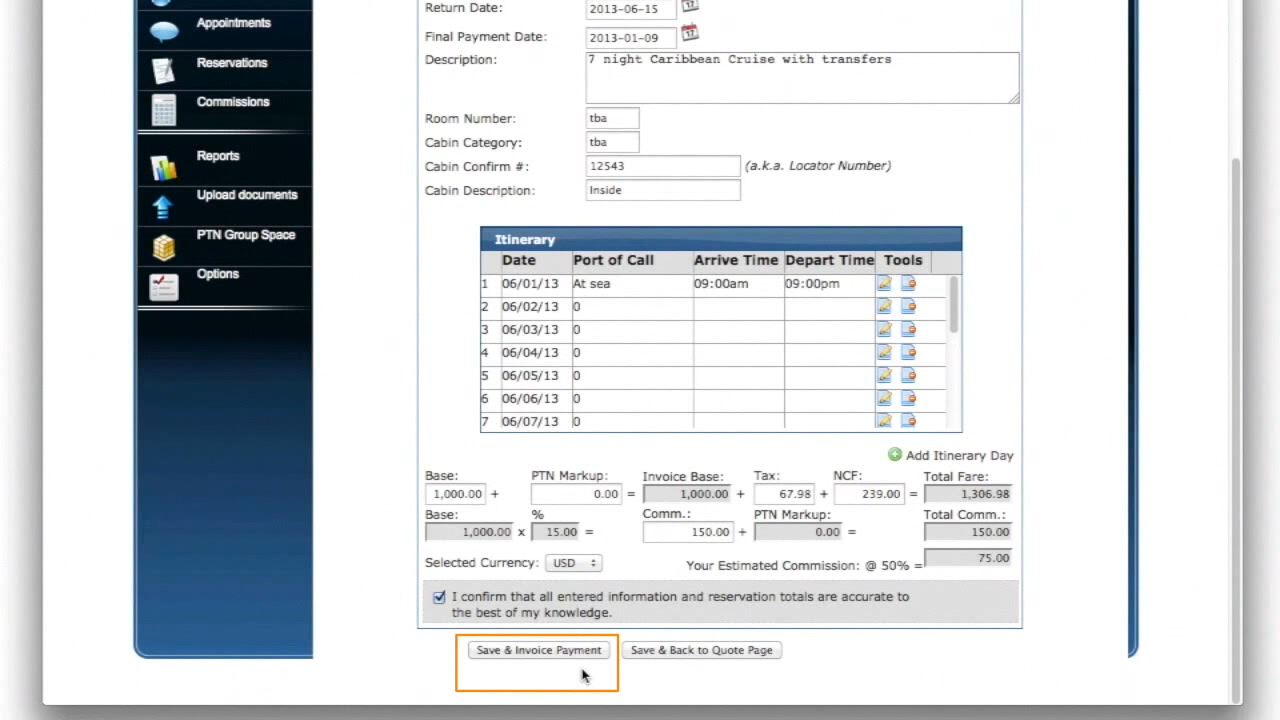 Appointments
Reservations
Commissions
Reports
Upload documents
PTN Group Space
Options
Return Date: 2013-06-15
Final Payment Date: 2013-01-09
Description: 7 night Caribbean Cruise with transfers
Room Number: tba
Cabin Category: tba
Cabin Confirm #: 12543 (a.k.a. Locator Number)
Cabin Description: Inside
Itinerary
Date Port of Call Arrive Time Depart Time Tools
1 06/01/13 At sea 09:00am 09:00pm
2 06/02/13 0
3 06/03/13 0
4 06/04/13 0
5 06/05/13 0
6 06/06/13 0
7 06/07/13 0
Add Itinerary Day
Base: PTN Markup: Invoice Base: Tax: NCF: Total Fare:
1,000.00 + 0.00 = 1,000.00 + 67.98 + 239.00 = 1,306.98
Base: % Comm.: PTN Markup: Total Comm.:
1,000.00 x 15.00 = 150.00 + 0.00 = 150.00
Selected Currency: USD Your Estimated Commission: @ 50% = 75.00
I confirm that all entered information and reservation totals are accurate to
the best of my knowledge.
Save & Invoice Payment Save & Back to Quote Page